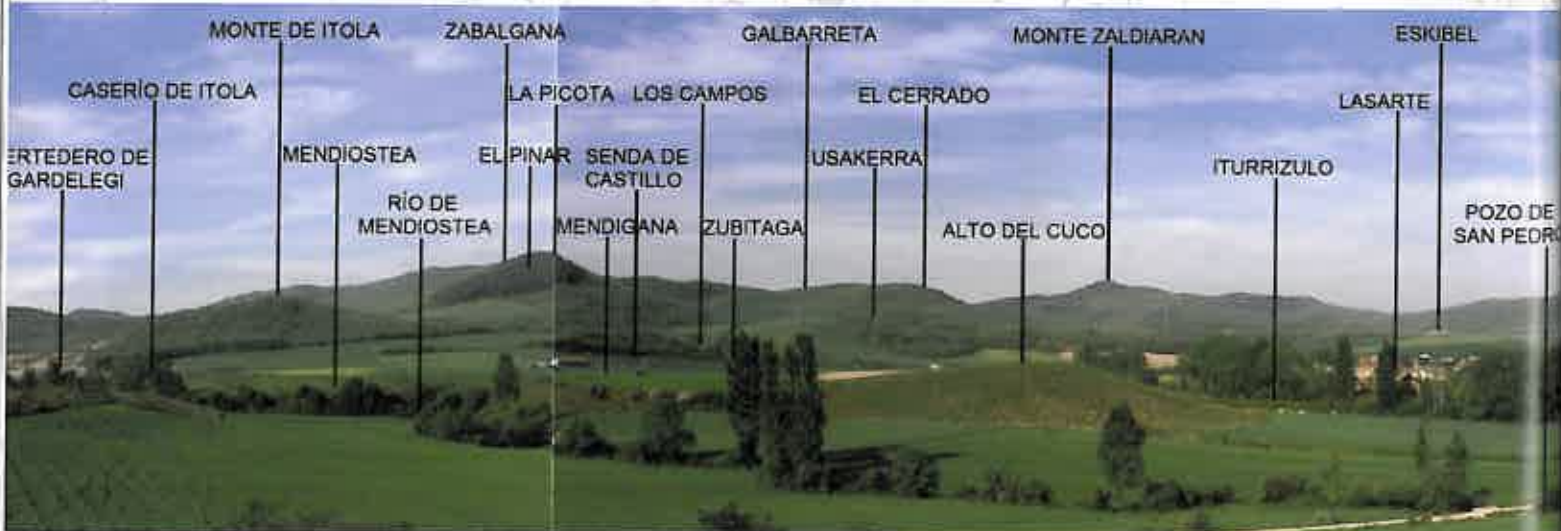 MONTE DE ITOLA ZABALGANA GALBARRETA MONTE ZALDIARAN ESKIBEL
CASERÍO DE ITOLA LA PICOTA LOS CAMPOS EL CERRADO LASARTE
ERTEDERO DE
GARDELEGI
MENDIOSTEA
EL PINAR
SENDA DE
CASTILLO
USAKERRA
ITURRIZULO
RÍO DE
MENDIOSTEA
MENDIGANA
ZUBITAGA
ALTO DEL CUCO
POZO DE
SAN PEDRO